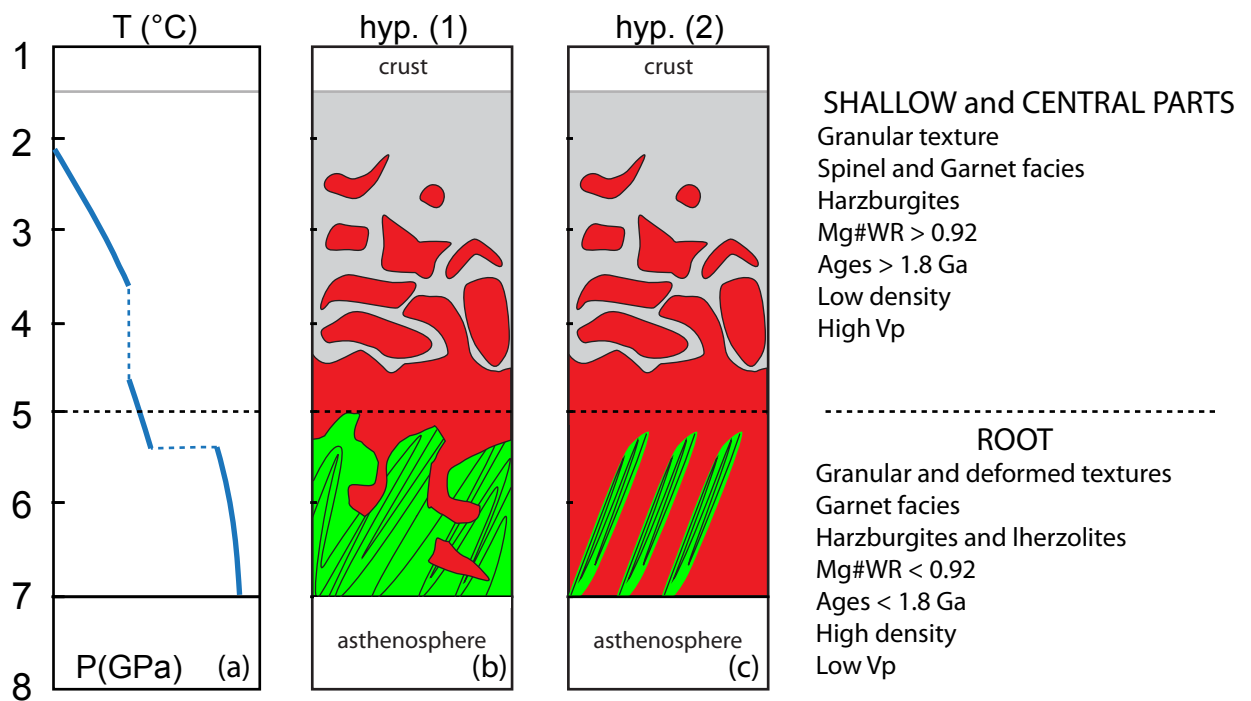 T (°C)
hyp. (1)
hyp. (2)
1
2
3
4
5
6
7
8
P(GPa)
(a)
crust
asthenosphere
(b)
crust
asthenosphere
(c)
SHALLOW and CENTRAL PARTS
Granular texture
Spinel and Garnet facies
Harzburgites
Mg#WR > 0.92
Ages > 1.8 Ga
Low density
High Vp
ROOT
Granular and deformed textures
Garnet facies
Harzburgites and lherzolites
Mg#WR < 0.92
Ages < 1.8 Ga
High density
Low Vp